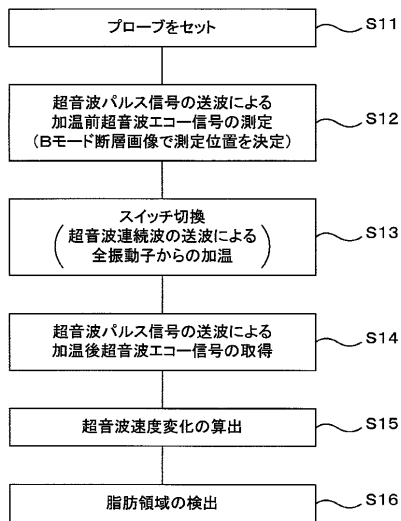 プローブをセット
S11
超音波パルス信号の送波による
加温前超音波エコー信号の測定
(Bモード断層画像で測定位置を決定)
S12
スイッチ切換
(超音波連続波の送波による
全振動子からの加温)
S13
超音波パルス信号の送波による
加温後超音波エコー信号の取得
S14
超音波速度変化の算出
S15
脂肪領域の検出
S16